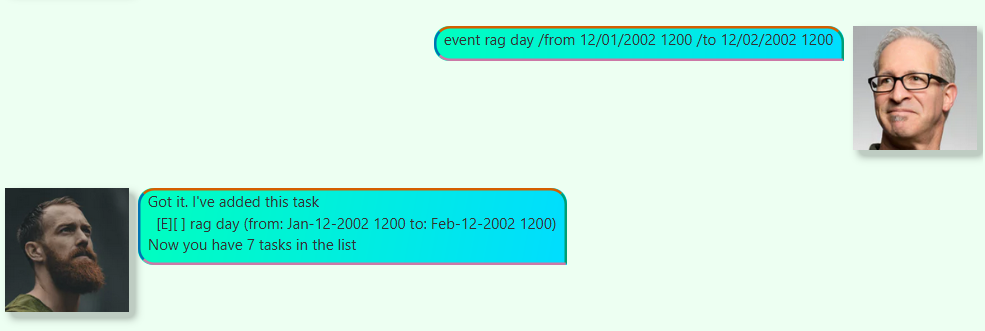 event rag day /from 12/01/2002 1200 /to 12/02/2002 1200
Got it. I've added this task
[E][ ] rag day (from: Jan-12-2002 1200 to: Feb-12-2002 1200)
Now you have 7 tasks in the list